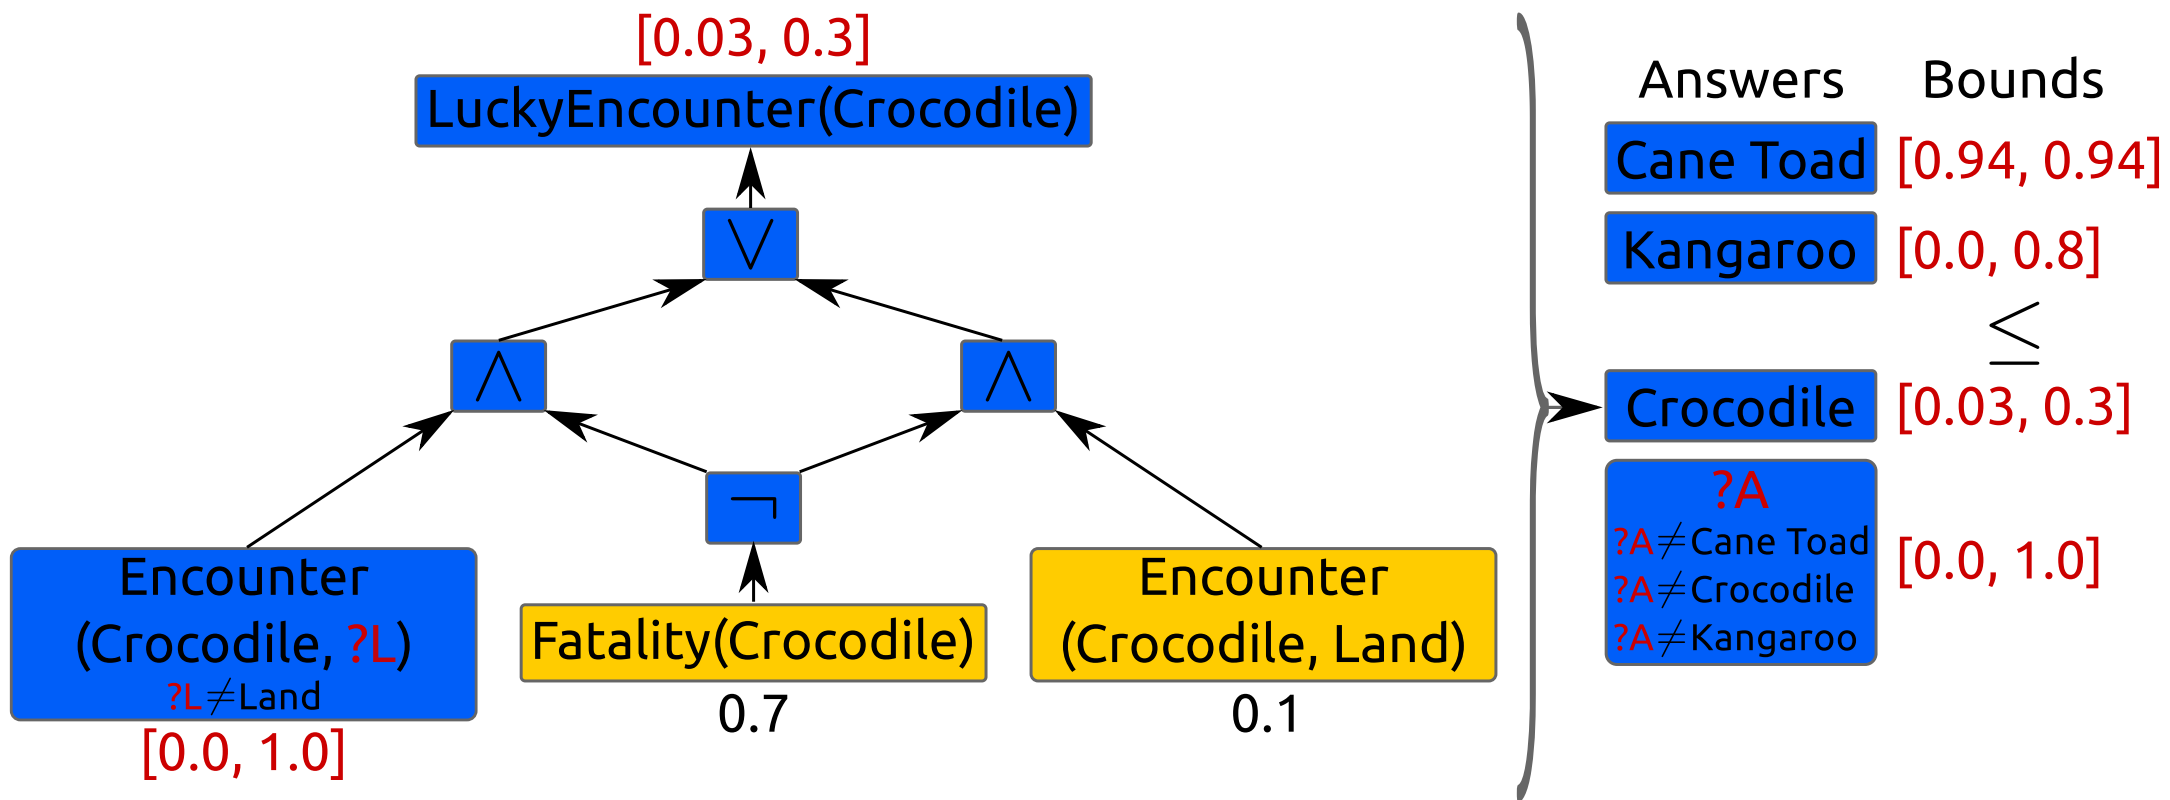 [0.03, 0.3]
LuckyEncounter(Crocodile)
∨
∧
∧
¬
Encounter
(Crocodile, ?L)
?L≠Land
[0.0, 1.0]
Fatality(Crocodile)
0.7
Encounter
(Crocodile, Land)
0.1
Answers Bounds
Cane Toad [0.94, 0.94]
Kangaroo [0.0, 0.8]
≤
Crocodile [0.03, 0.3]
?A
?A≠Cane Toad
?A≠Crocodile
?A≠Kangaroo
[0.0, 1.0]